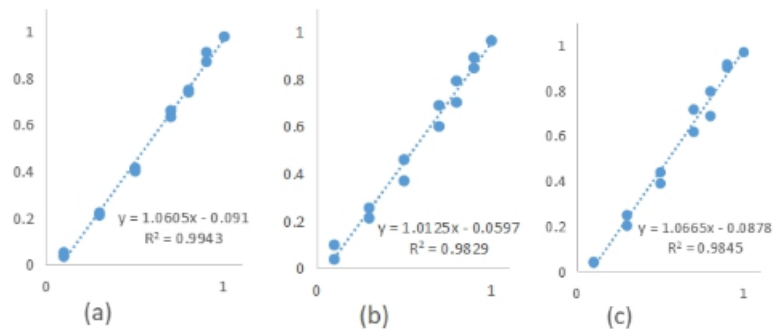 1
0.8
0.6
0.4
0.2
0
0
1
y = 1.0605x - 0.091
R² = 0.9943
(a)
1
0.8
0.6
0.4
0.2
0
0
1
y = 1.0125x - 0.0597
R² = 0.9829
(b)
1
0.8
0.6
0.4
0.2
0
0
1
y = 1.0665x - 0.0878
R² = 0.9845
(c)